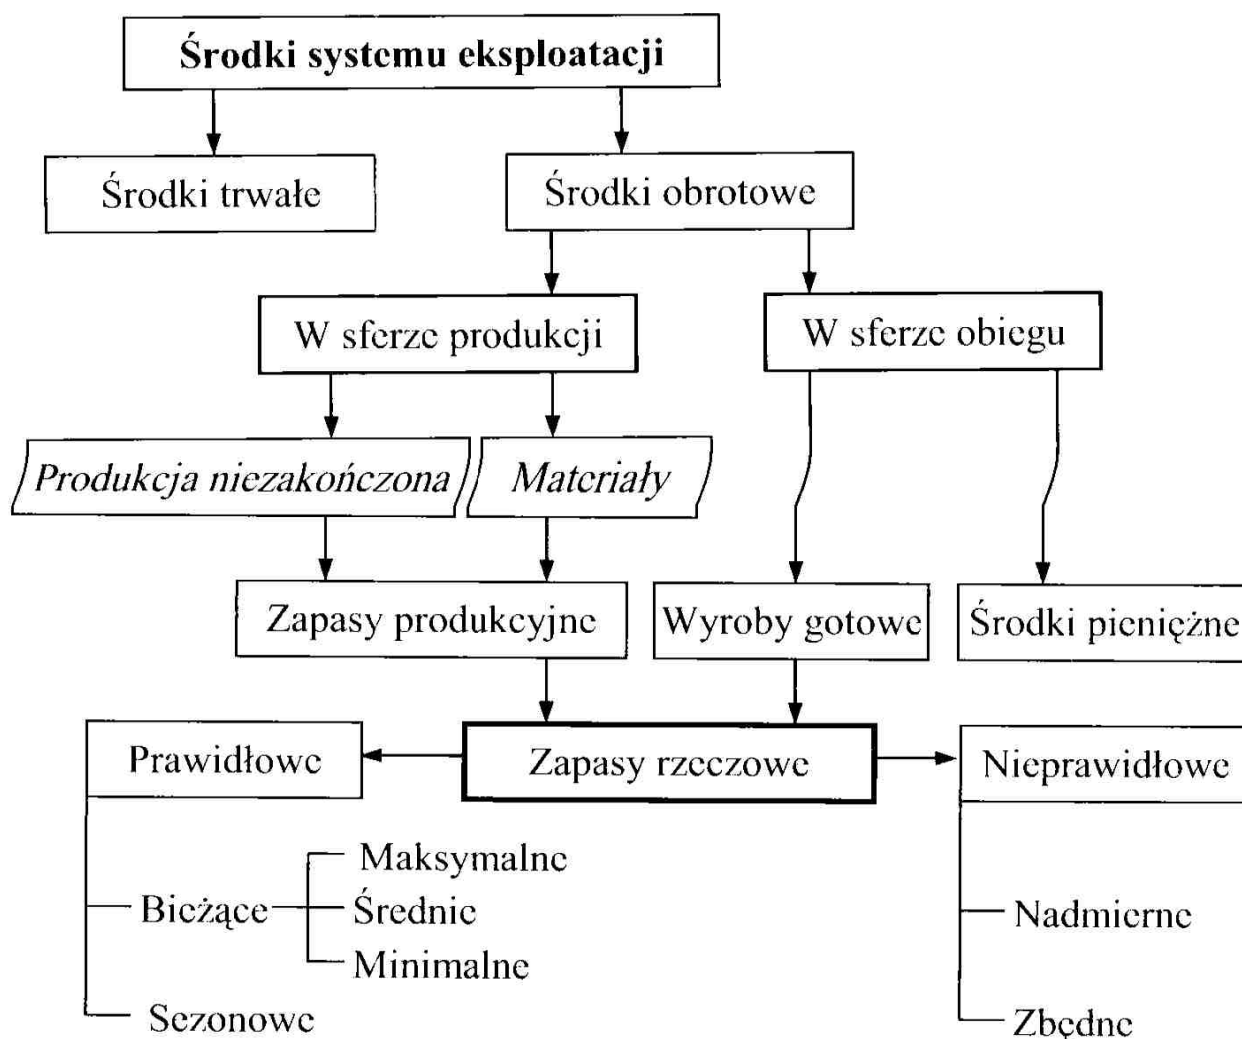 Środki systemu eksploatacji
Środki trwałe
Środki obrotowe
W sferze produkcji
W sferze obiegu
Produkcja niezakończona
Materiały
Zapasy produkcyjne
Wyroby gotowe
Środki pieniężne
Prawidłowe
Zapasy rzeczowe
Nieprawidłowe
Maksymalne
Bieżące
Średnie
Nadmierne
Minimalne
Sezonowe
Zbędne